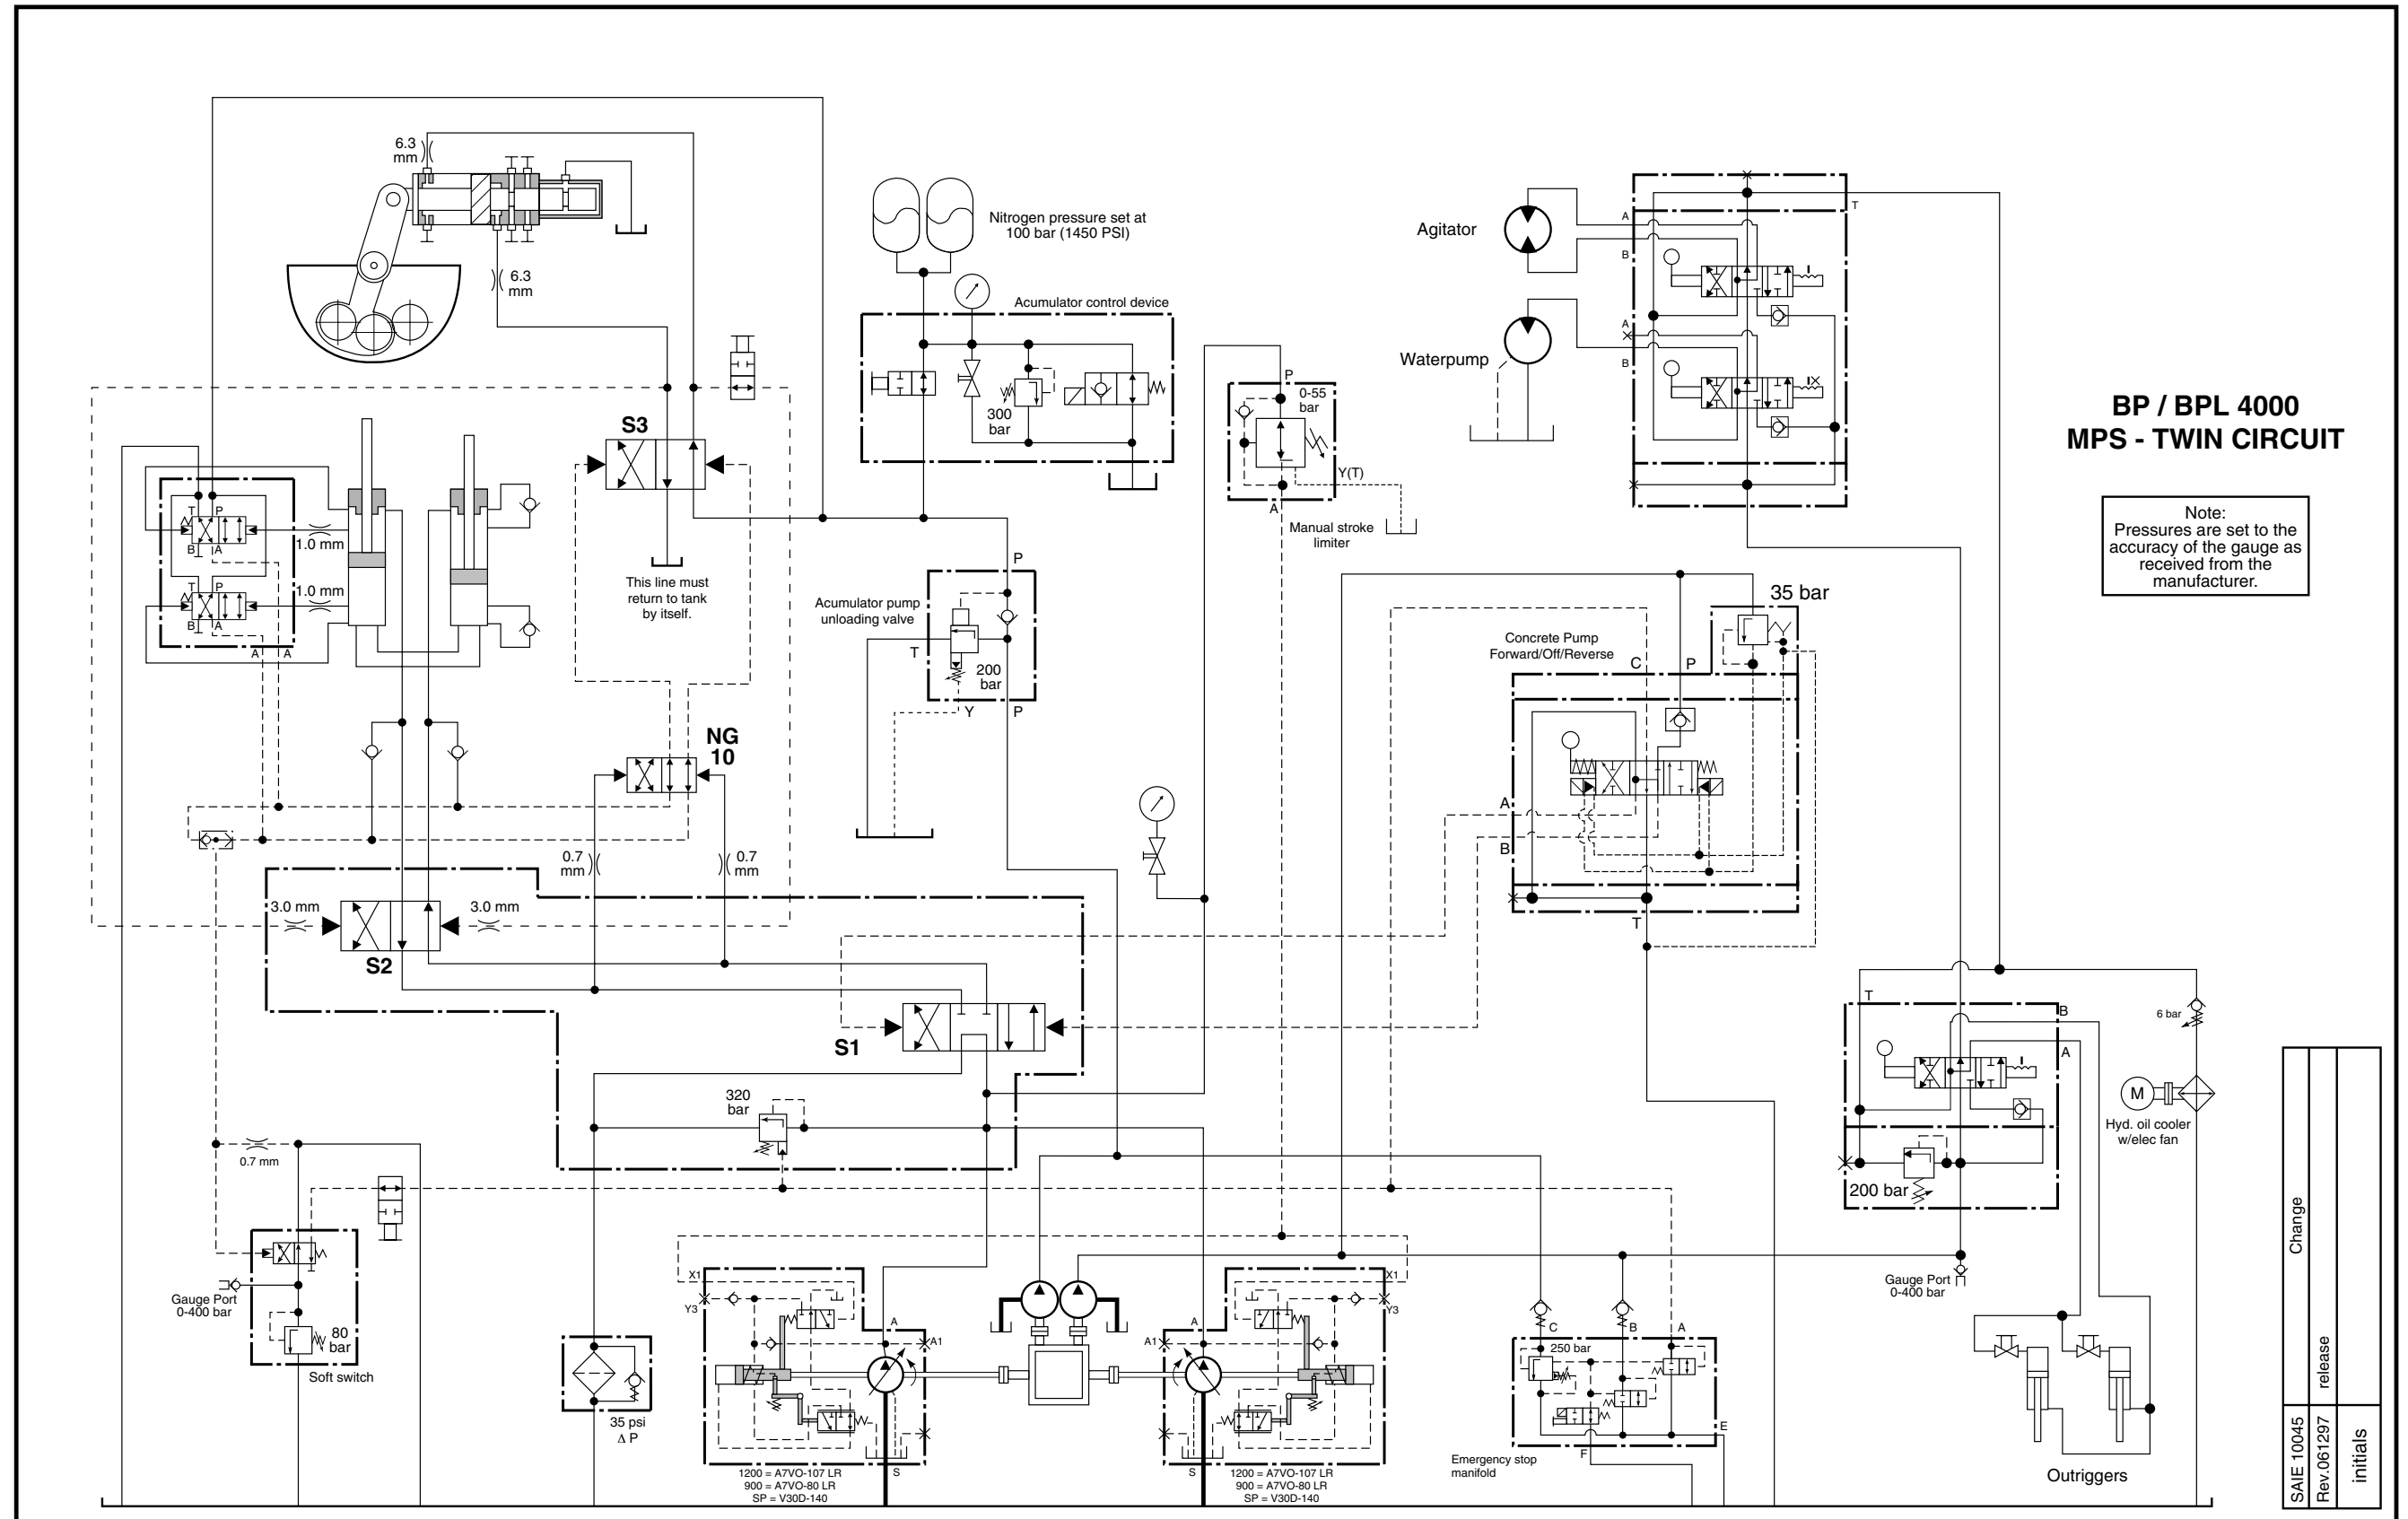 6.3
mm
6.3
mm
Nitrogen pressure set at
100 bar (1450 PSI)
Acumulator control device
300
bar
S3
T P
B A
1.0 mm
T P
B A
1.0 mm
A A
This line must
return to tank
by itself.
P
Acumulator pump
unloading valve
T
200
bar
Y P
P
0-55
bar
Y(T)
A
Manual stroke
limiter
Agitator
Waterpump
A
B
A
B
T
BP / BPL 4000
MPS - TWIN CIRCUIT
Note:
Pressures are set to the
accuracy of the gauge as
received from the
manufacturer.
35 bar
Concrete Pump
Forward/Off/Reverse
C P
A
B
T
NG
10
0.7
mm
0.7
mm
3.0 mm
3.0 mm
S2
S1
320
bar
0.7 mm
Gauge Port
0-400 bar
80
bar
Soft switch
35 psi
Δ P
X1
Y3
A
A1
S
1200 = A7VO-107 LR
900 = A7VO-80 LR
SP = V30D-140
X1
Y3
A
A1
S
1200 = A7VO-107 LR
900 = A7VO-80 LR
SP = V30D-140
C B A
250 bar
E
F
Emergency stop
manifold
T
B
A
200 bar
6 bar
M
Hyd. oil cooler
w/elec fan
Gauge Port
0-400 bar
Outriggers
SAIE 10045
Change
Rev.061297
release
initials